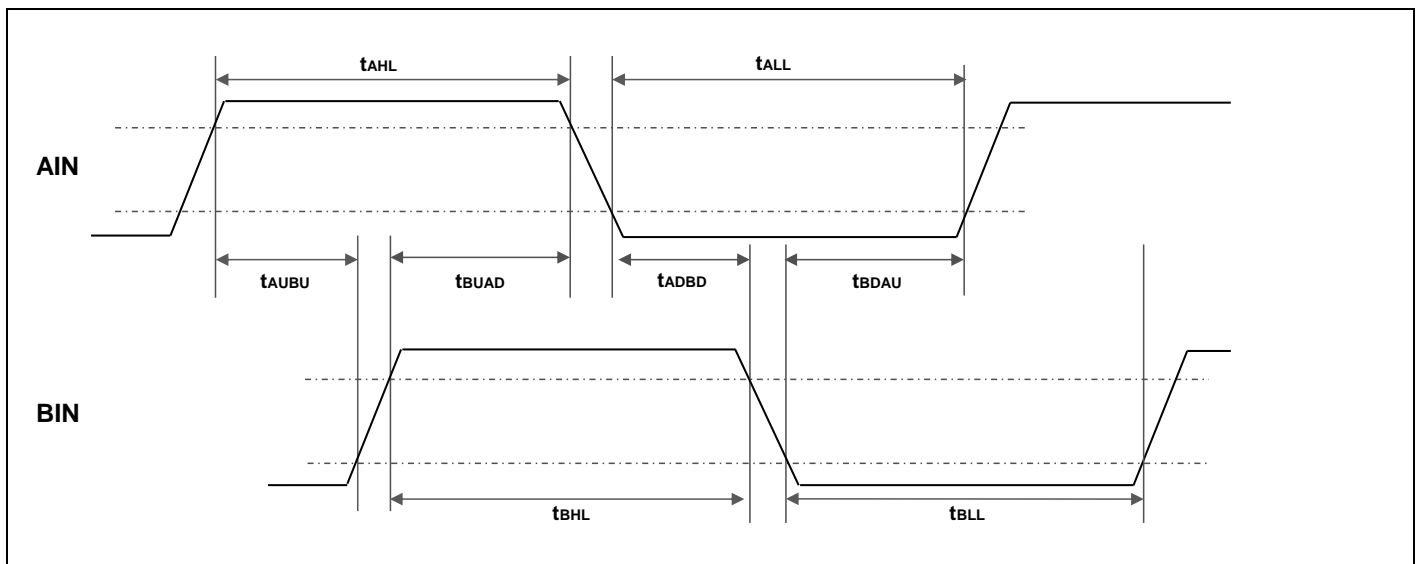 tAHL
tALL
AIN
tAUBU
tBUAD
tADBD
tBDAU
BIN
tBHL
tBLL